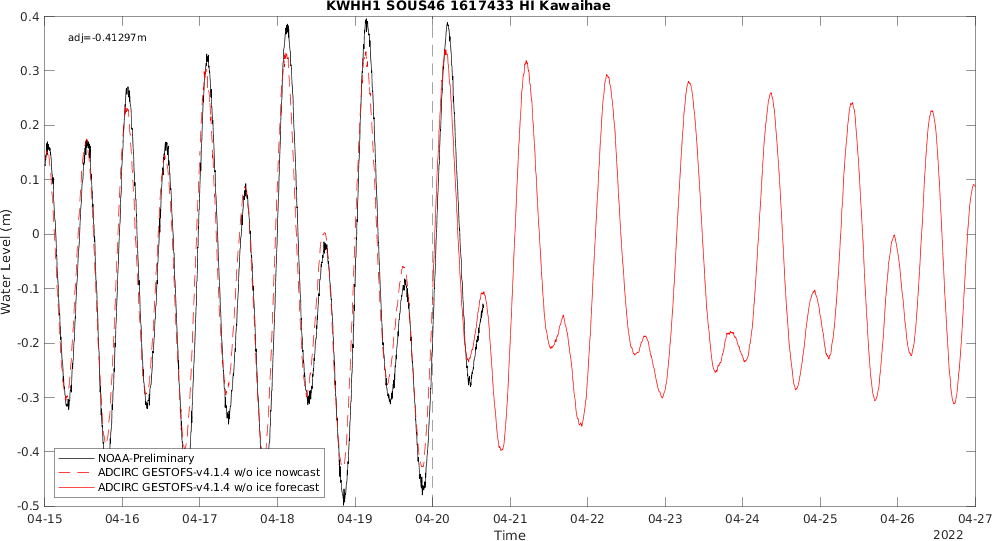 KWHH1 SOUS46 1617433 HI Kawaihae
adj=-0.41297m
0.4
0.3
0.2
0.1
0
-0.1
-0.2
-0.3
-0.4
-0.5
Water Level (m)
NOAA-Preliminary
ADCIRC GESTOFS-v4.1.4 w/o ice nowcast
ADCIRC GESTOFS-v4.1.4 w/o ice forecast
04-15 04-16 04-17 04-18 04-19 04-20 04-21 04-22 04-23 04-24 04-25 04-26 04-27
Time
2022